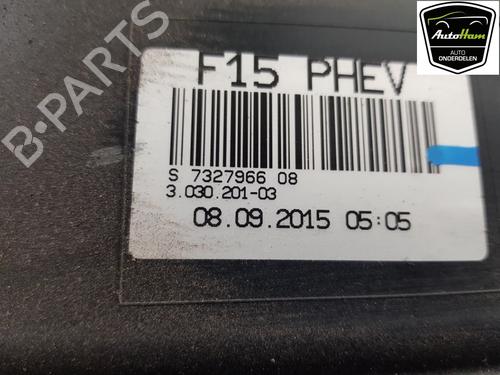 AutoHam
AUTO
ONDERDELEN
F15 PHEV
S 7327966 08
3.030.201-03
08.09.2015 05:05
B-PARTS